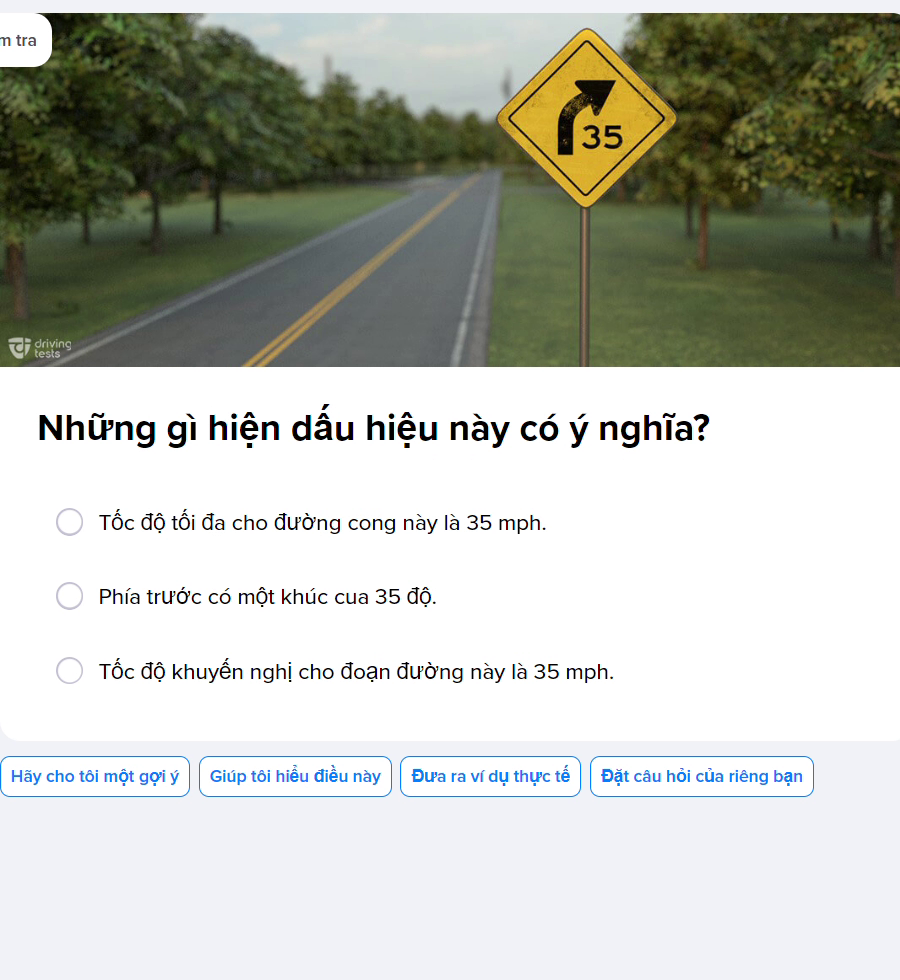 m tra
35
driving
tests
Những gì hiện dấu hiệu này có ý nghĩa?
Tốc độ tối đa cho đường cong này là 35 mph.
Phía trước có một khúc cua 35 độ.
Tốc độ khuyến nghị cho đoạn đường này là 35 mph.
Hãy cho tôi một gợi ý
Giúp tôi hiểu điều này
Đưa ra ví dụ thực tế
Đặt câu hỏi của riêng bạn